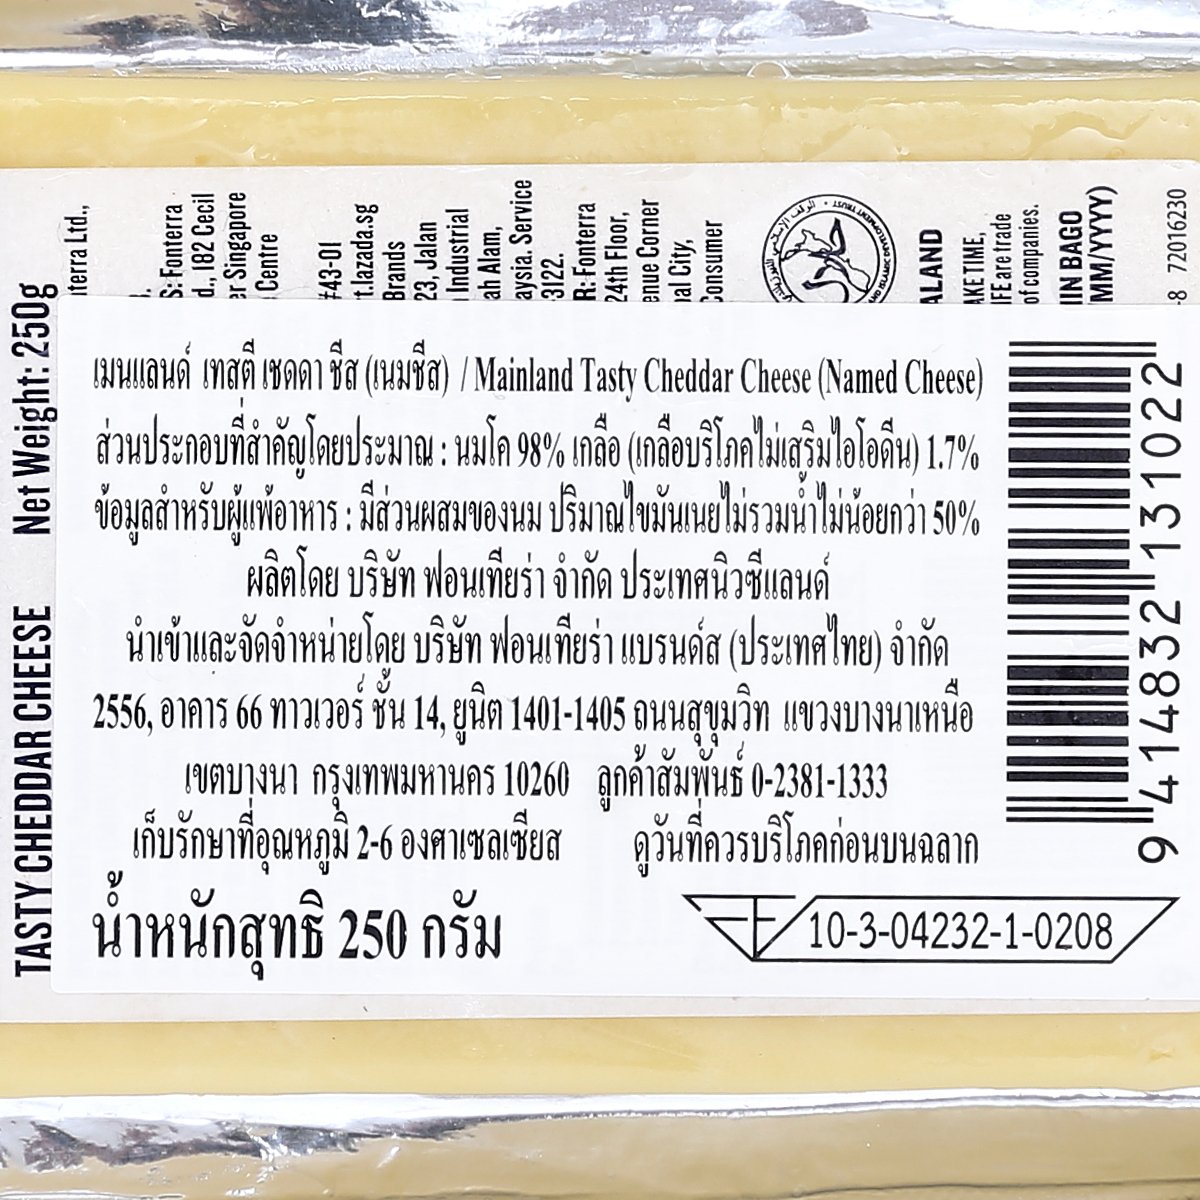 เมนแลนด์ เทสตี เชดดา ชีส (เนมชีส) / Mainland Tasty Cheddar Cheese (Named Cheese)
ส่วนประกอบที่สำคัญโดยประมาณ : นมโค 98% เกลือ (เกลือบริโภคไม่เสริมไอโอดีน) 1.7%
ข้อมูลสำหรับผู้แพ้อาหาร : มีส่วนผสมของนม ปริมาณไขมันเนยไม่รวมน้ำไม่น้อยกว่า 50%
ผลิตโดย บริษัท ฟอนเทียร่า จำกัด ประเทศนิวซีแลนด์
นำเข้าและจัดจำหน่ายโดย บริษัท ฟอนเทียร่า แบรนด์ส (ประเทศไทย) จำกัด
2556, อาคาร 66 ทาวเวอร์ ชั้น 14, ยูนิต 1401-1405 ถนนสุขุมวิท แขวงบางนาเหนือ
เขตบางนา กรุงเทพมหานคร 10260 ลูกค้าสัมพันธ์ 0-2381-1333
เก็บรักษาที่อุณหภูมิ 2-6 องศาเซลเซียส ดูวันที่ควรบริโภคก่อนบนฉลาก
น้ำหนักสุทธิ 250 กรัม
10-3-04232-1-0208
9 414832 131022
TASTY CHEDDAR CHEESE Net Weight: 250g
Ltd.,
: Fonterra
182 Cecil
Singapore
Centre
#43-01
.lazada.sg
Brands
23, Jalan
Industrial
Alam,
Service
: Fonterra
24th Floor,
Corner
City,
Consumer
AKE TIME,
IFE are trade
of companies.
BAGO
MM/YYYY)
72016230